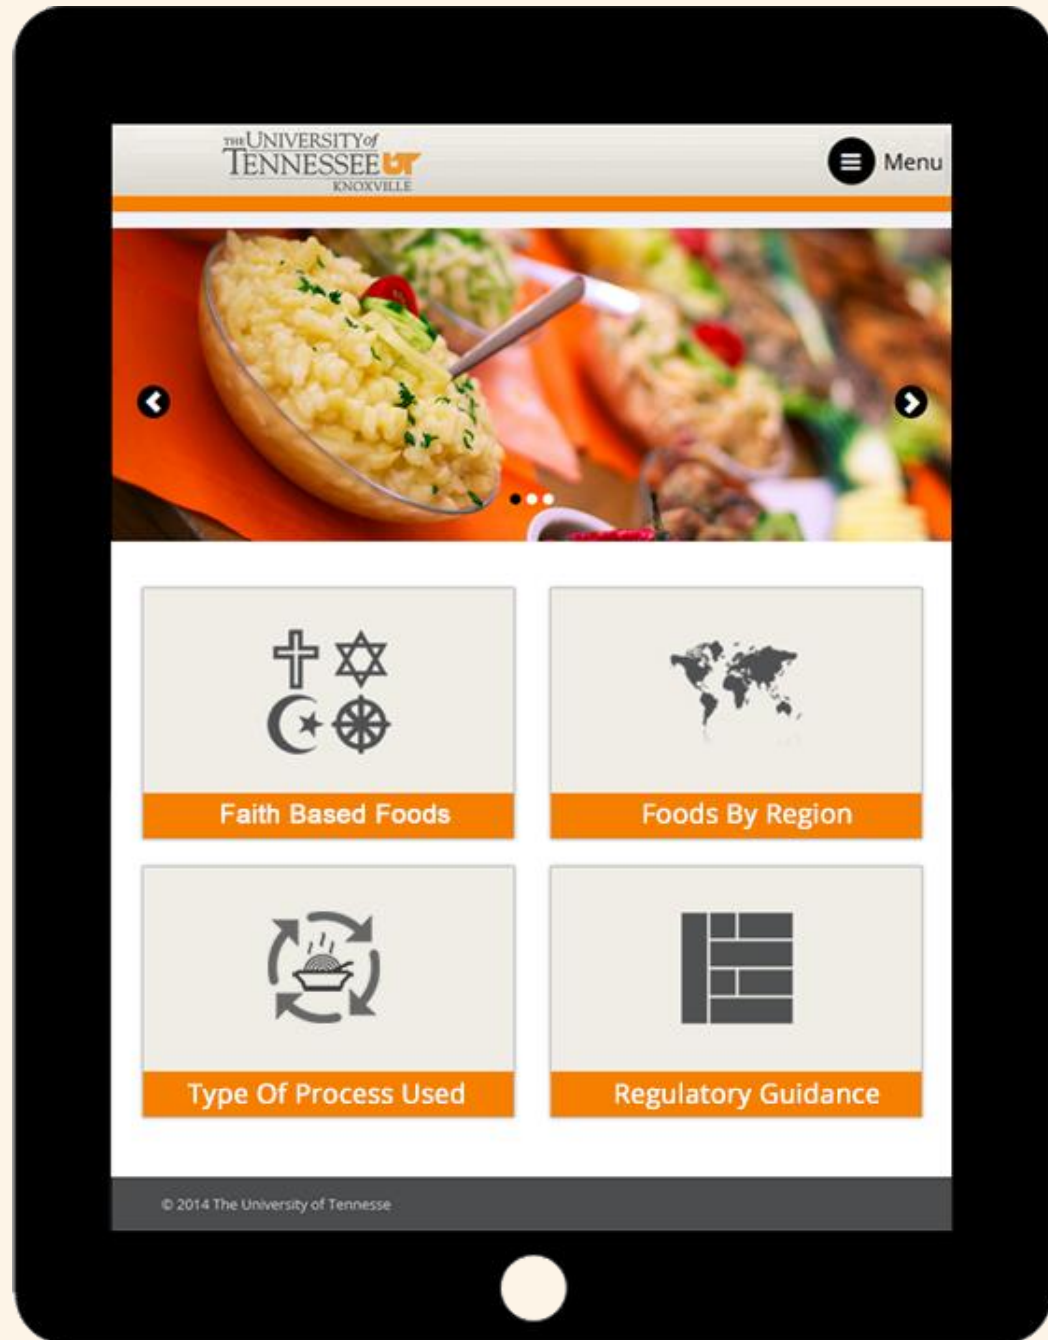 THE UNIVERSITY of
TENNESSEE UT
KNOXVILLE
Menu
Faith Based Foods
Foods By Region
Type Of Process Used
Regulatory Guidance
© 2014 The University of Tennesse